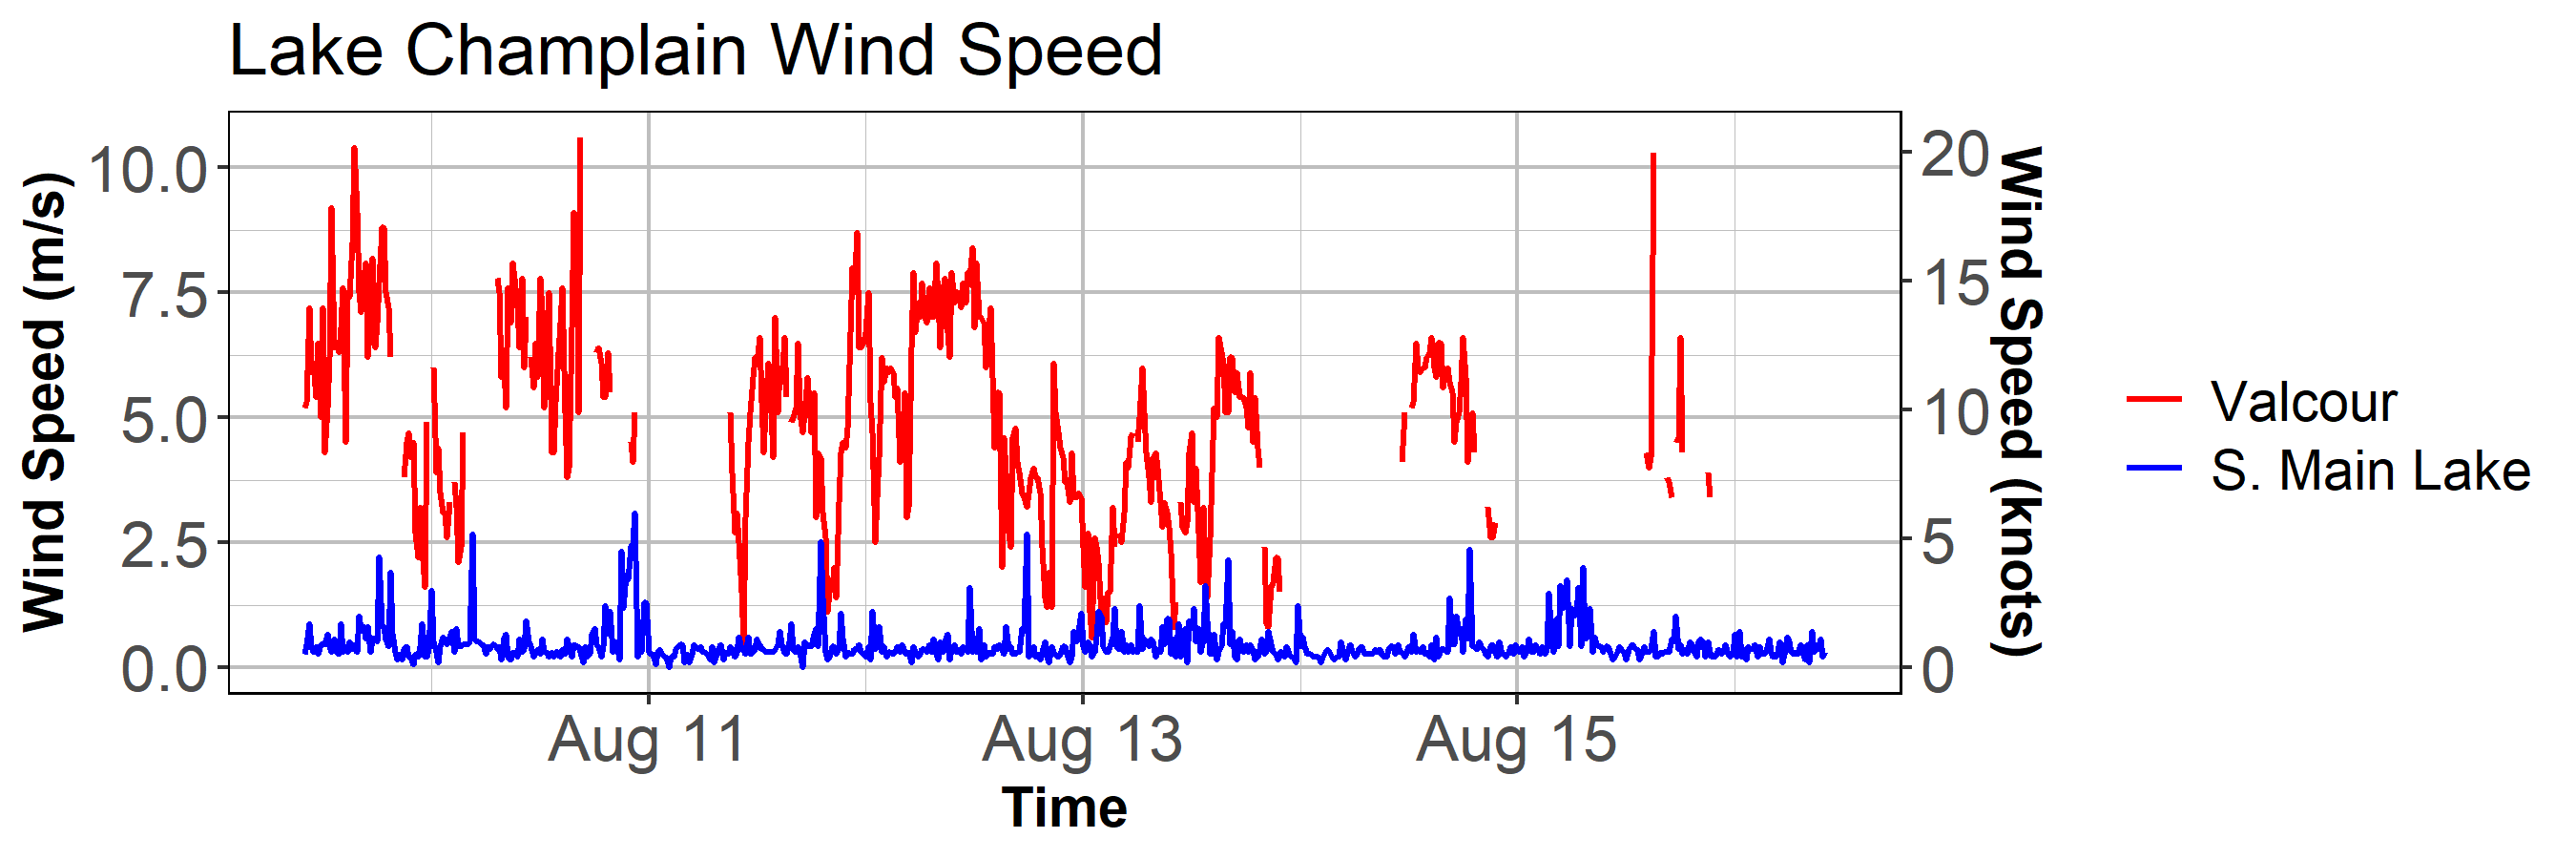 Lake Champlain Wind Speed
Wind Speed (m/s)
10.0
7.5
5.0
2.5
0.0
20
15
10
5
0
Wind Speed (knots)
Aug 11
Aug 13
Aug 15
Time
Valcour
S. Main Lake